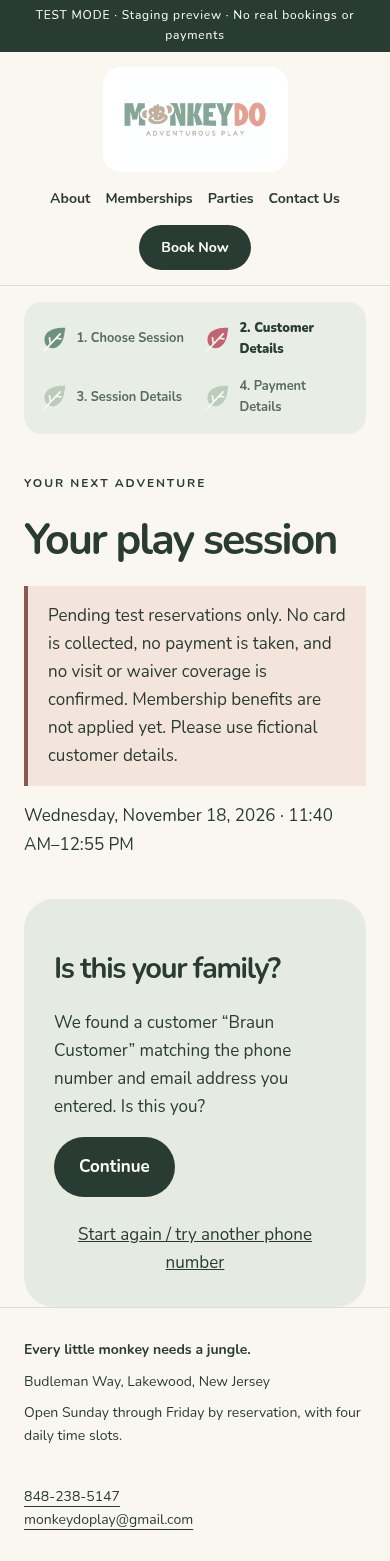 TEST MODE · Staging preview · No real bookings or
payments
MONKEYDO
ADVENTUROUS PLAY
About Memberships Parties Contact Us
Book Now
1. Choose Session
2. Customer
Details
3. Session Details
4. Payment
Details
YOUR NEXT ADVENTURE
Your play session
Pending test reservations only. No card
is collected, no payment is taken, and
no visit or waiver coverage is
confirmed. Membership benefits are
not applied yet. Please use fictional
customer details.
Wednesday, November 18, 2026 · 11:40
AM–12:55 PM
Is this your family?
We found a customer “Braun
Customer” matching the phone
number and email address you
entered. Is this you?
Continue
Start again / try another phone
number
Every little monkey needs a jungle.
Budleman Way, Lakewood, New Jersey
Open Sunday through Friday by reservation, with four
daily time slots.
848-238-5147
monkeydoplay@gmail.com